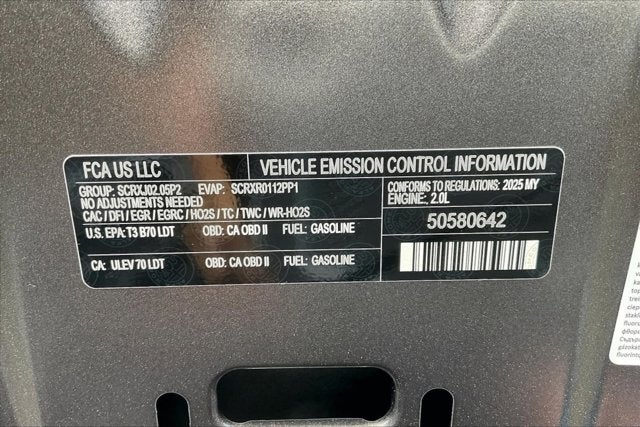 FCA US LLC
VEHICLE EMISSION CONTROL INFORMATION
GROUP: SCRXJ02.05P2 EVAP: SCRXR0112PP1
NO ADJUSTMENTS NEEDED
CAC / DFI / EGR / EGRC / HO2S / TC / TWC / WR-HO2S
U.S. EPA: T3 B70 LDT OBD: CA OBD II FUEL: GASOLINE
CA: ULEV 70 LDT OBD: CA OBD II FUEL: GASOLINE
CONFORMS TO REGULATIONS: 2025 MY
ENGINE: 2.0L
50580642